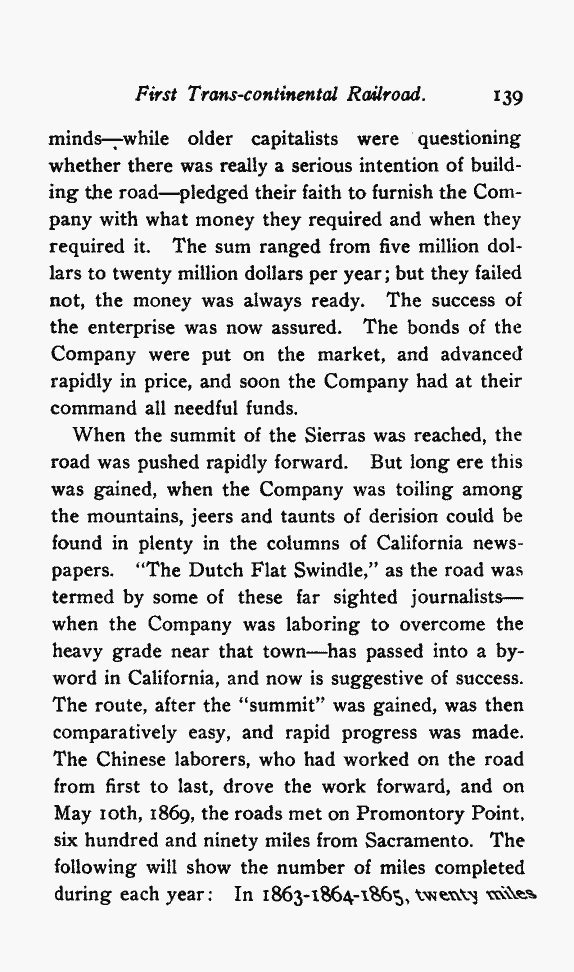 First Trans-continental Railroad. 139
minds—while older capitalists were questioning
whether there was really a serious intention of build-
ing the road—pledged their faith to furnish the Com-
pany with what money they required and when they
required it. The sum ranged from five million dol-
lars to twenty million dollars per year; but they failed
not, the money was always ready. The success of
the enterprise was now assured. The bonds of the
Company were put on the market, and advanced
rapidly in price, and soon the Company had at their
command all needful funds.
When the summit of the Sierras was reached, the
road was pushed rapidly forward. But long ere this
was gained, when the Company was toiling among
the mountains, jeers and taunts of derision could be
found in plenty in the columns of California news-
papers. "The Dutch Flat Swindle," as the road was
termed by some of these far sighted journalists—
when the Company was laboring to overcome the
heavy grade near that town—has passed into a by-
word in California, and now is suggestive of success.
The route, after the "summit" was gained, was then
comparatively easy, and rapid progress was made.
The Chinese laborers, who had worked on the road
from first to last, drove the work forward, and on
May 10th, 1869, the roads met on Promontory Point,
six hundred and ninety miles from Sacramento. The
following will show the number of miles completed
during each year: In 1863-1864-1865, twenty miles